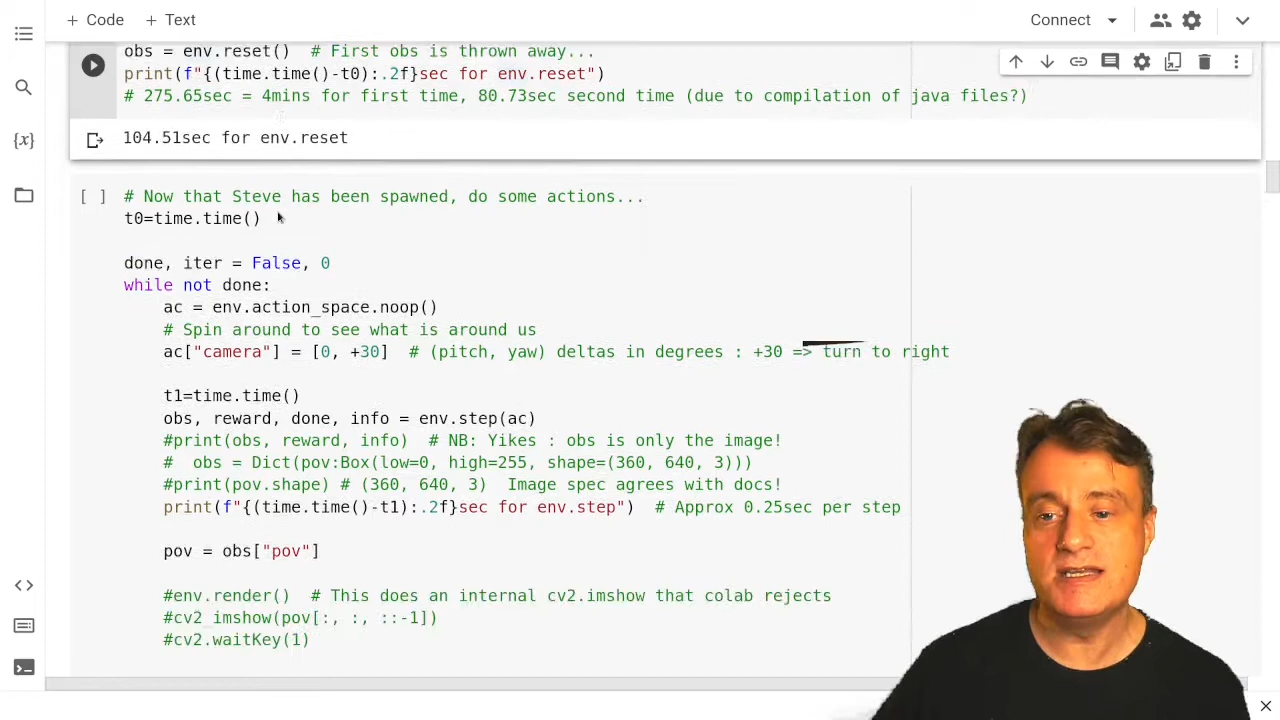 + Code + Text
Connect
obs = env.reset()  # First obs is thrown away...
print(f"{(time.time()-t0):.2f}sec for env.reset")
# 275.65sec = 4mins for first time, 80.73sec second time (due to compilation of java files?)
104.51sec for env.reset
[ ]
# Now that Steve has been spawned, do some actions...
t0=time.time()
done, iter = False, 0
while not done:
    ac = env.action_space.noop()
    # Spin around to see what is around us
    ac["camera"] = [0, +30]  # (pitch, yaw) deltas in degrees : +30 => turn to right
    t1=time.time()
    obs, reward, done, info = env.step(ac)
    #print(obs, reward, info)  # NB: Yikes : obs is only the image!
    #  obs = Dict(pov:Box(low=0, high=255, shape=(360, 640, 3)))
    #print(pov.shape) # (360, 640, 3)  Image spec agrees with docs!
    print(f"{(time.time()-t1):.2f}sec for env.step")  # Approx 0.25sec per step
    pov = obs["pov"]
    #env.render()  # This does an internal cv2.imshow that colab rejects
    #cv2_imshow(pov[:, :, ::-1])
    #cv2.waitKey(1)